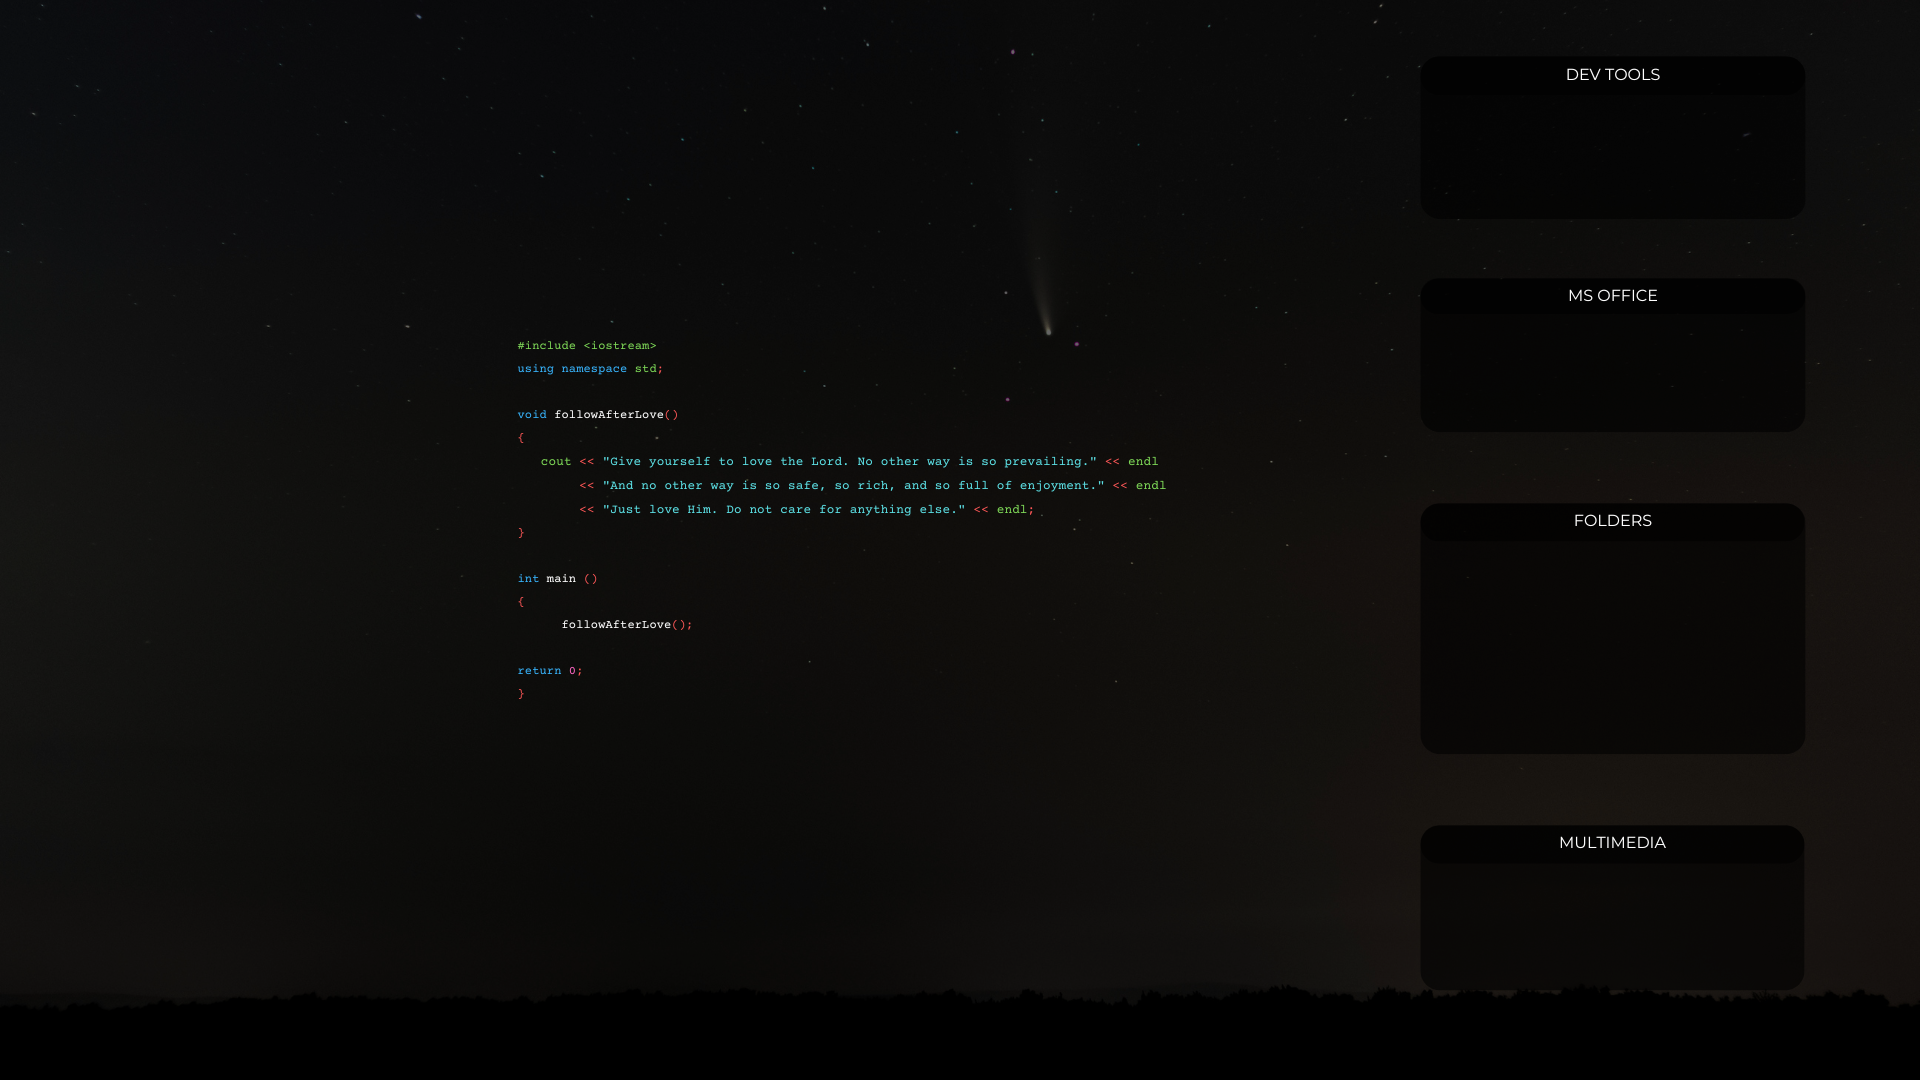 #include <iostream>
using namespace std;
void followAfterLove()
{
cout << "Give yourself to love the Lord. No other way is so prevailing." << endl
<< "And no other way is so safe, so rich, and so full of enjoyment." << endl
<< "Just love Him. Do not care for anything else." << endl;
}
int main ()
{
followAfterLove();
return 0;
}
DEV TOOLS
MS OFFICE
FOLDERS
MULTIMEDIA